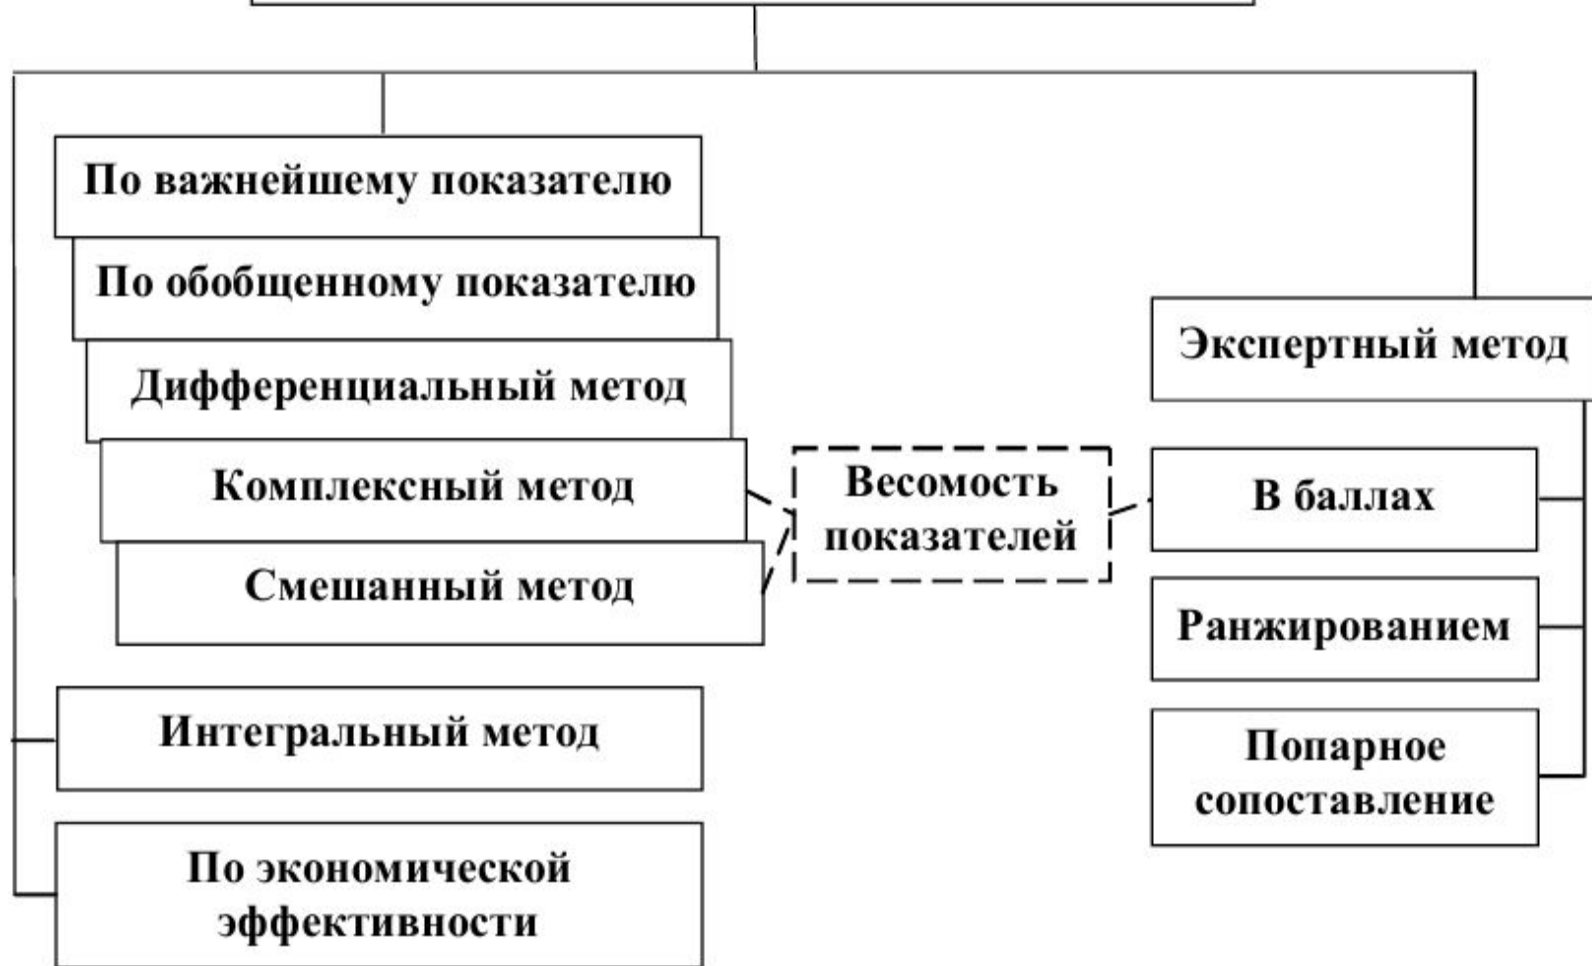 По важнейшему показателю
По обобщенному показателю
Дифференциальный метод
Комплексный метод
Смешанный метод
Интегральный метод
По экономической
эффективности
Весомость
показателей
Экспертный метод
В баллах
Ранжированием
Попарное
сопоставление